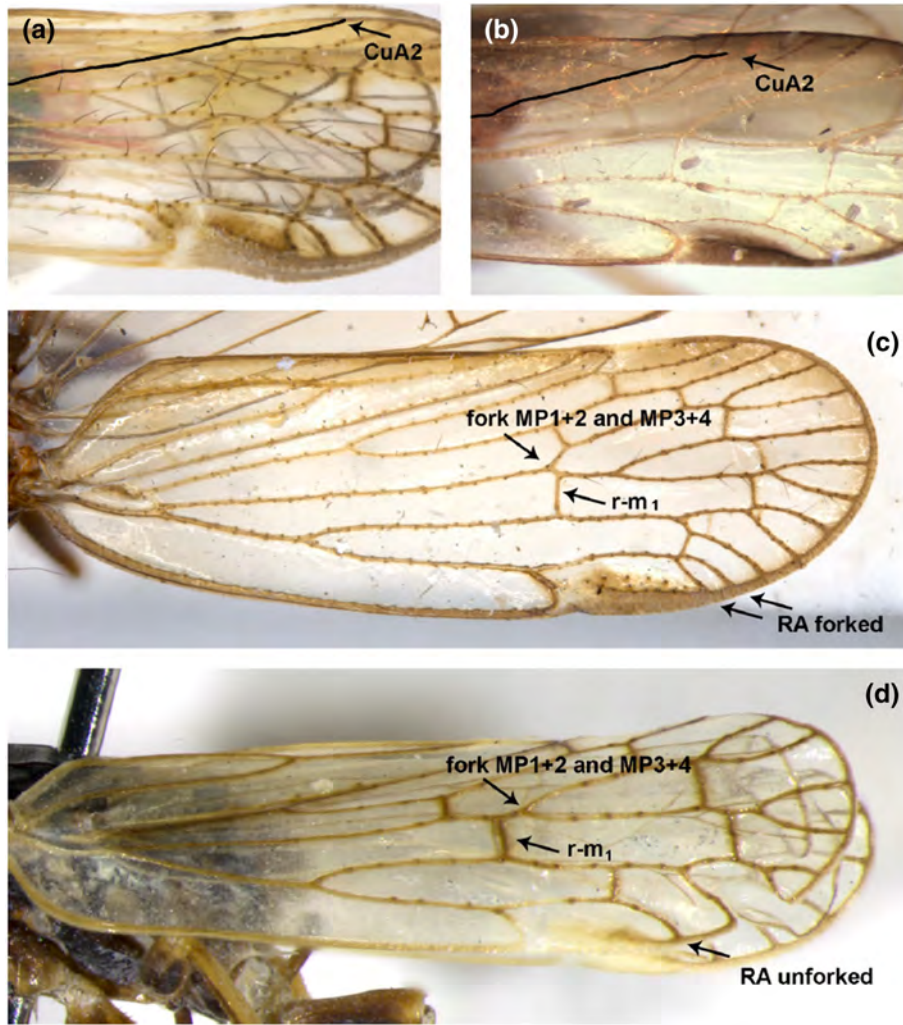 (a)
CuA2
(b)
CuA2
(c)
fork MP1+2 and MP3+4
r-m1
RA forked
(d)
fork MP1+2 and MP3+4
r-m1
RA unforked